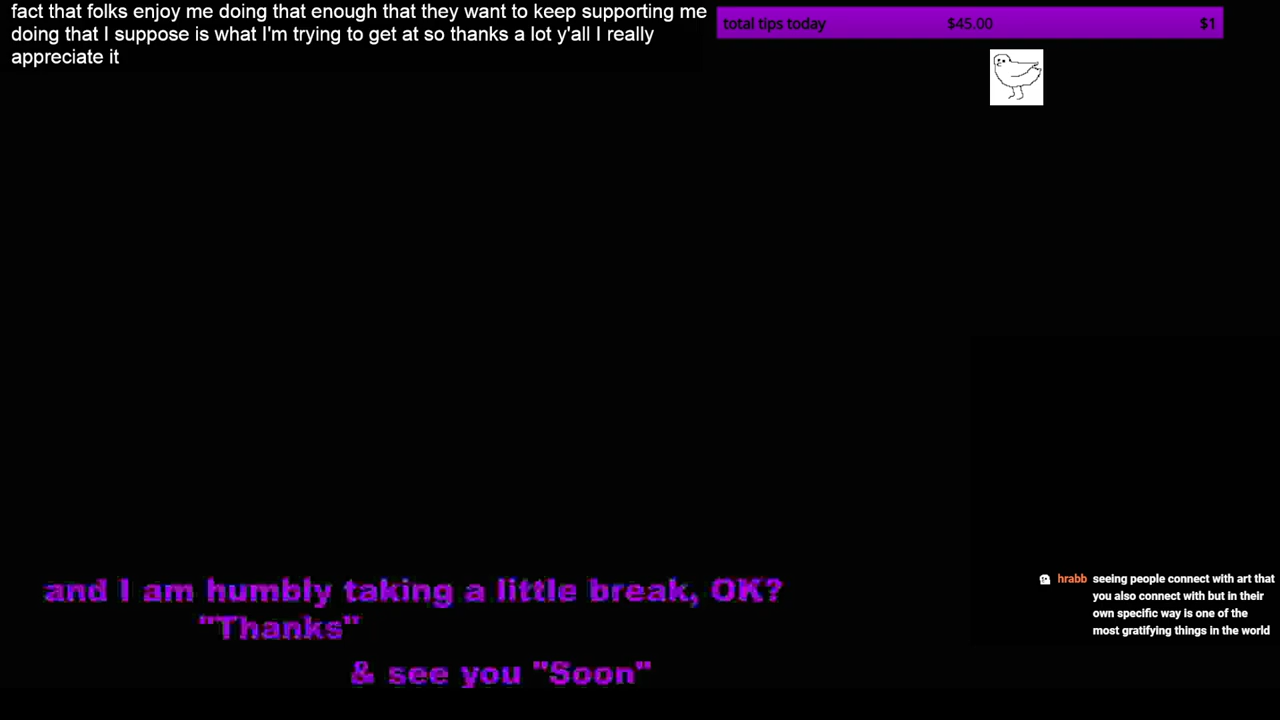 fact that folks enjoy me doing that enough that they want to keep supporting me
doing that I suppose is what I'm trying to get at so thanks a lot y'all I really
appreciate it
total tips today $45.00 $1
hrabb seeing people connect with art that
you also connect with but in their
own specific way is one of the
most gratifying things in the world
and I am humbly taking a little break, OK?
"Thanks"
& see you "Soon"